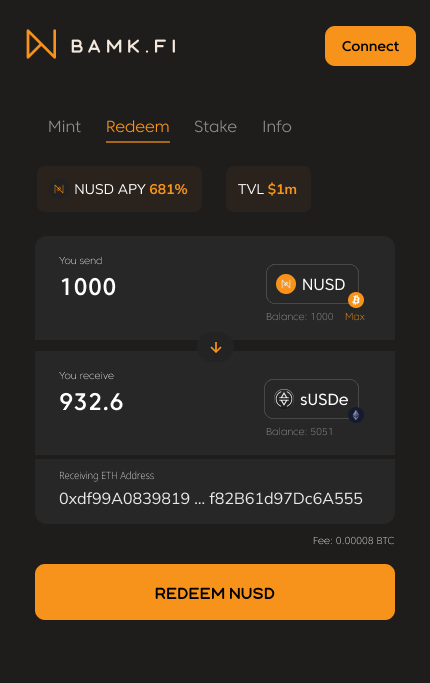 BAMK.FI
Connect
Mint Redeem Stake Info
NUSD APY 681% TVL $1m
You send
1000
NUSD
Balance: 1000 Max
You receive
932.6
sUSDe
Balance: 5051
Receiving ETH Address
0xdf99A0839819 ... f82B61d97Dc6A555
Fee: 0.00008 BTC
REDEEM NUSD